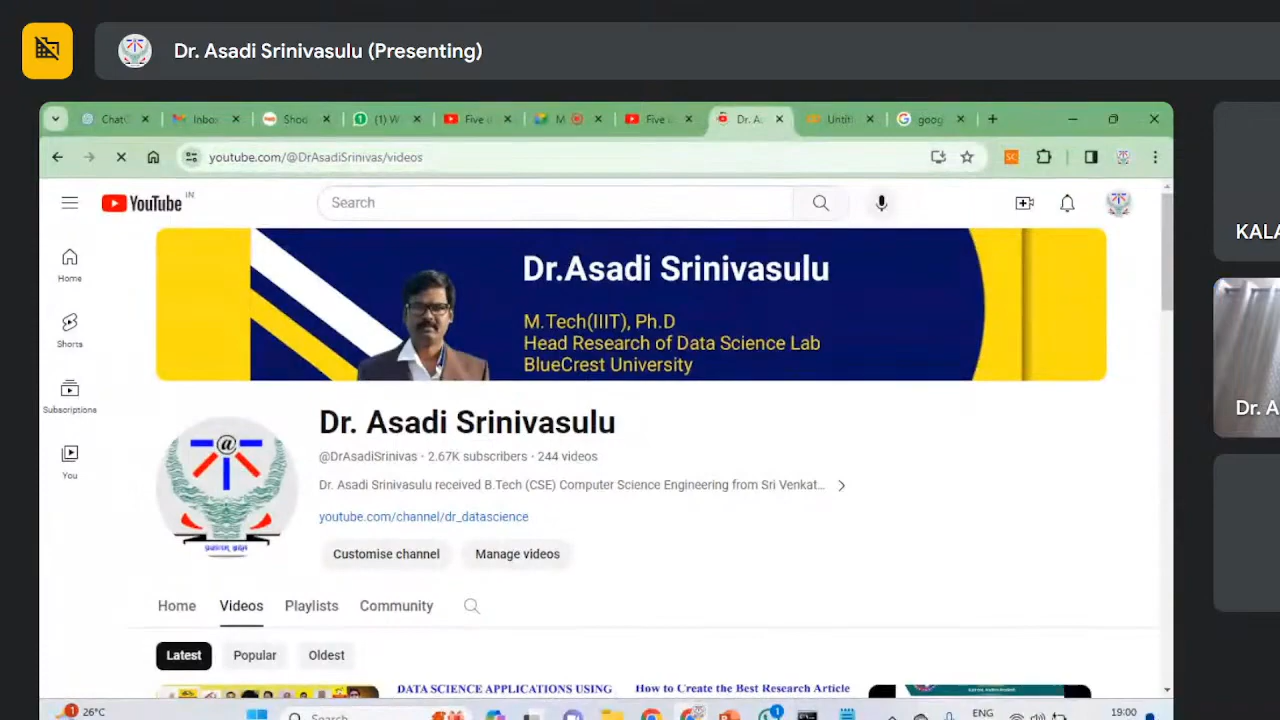 Dr. Asadi Srinivasulu (Presenting)
Inbo
Shoo
(1) W
Five
M
Five
Dr. A
Untit
goog
youtube.com/@DrAsadiSrinivas/videos
YouTube IN
Search
KALA
Home
Shorts
Subscriptions
You
Dr.Asadi Srinivasulu
M.Tech(IIIT), Ph.D
Head Research of Data Science Lab
BlueCrest University
Dr. A
Dr. Asadi Srinivasulu
@DrAsadiSrinivas · 2.67K subscribers · 244 videos
Dr. Asadi Srinivasulu received B.Tech (CSE) Computer Science Engineering from Sri Venkat...
youtube.com/channel/dr_datascience
Customise channel
Manage videos
Home
Videos
Playlists
Community
Latest
Popular
Oldest
DATA SCIENCE APPLICATIONS USING
How to Create the Best Research Article
1
26°C
Search
ENG
19:00